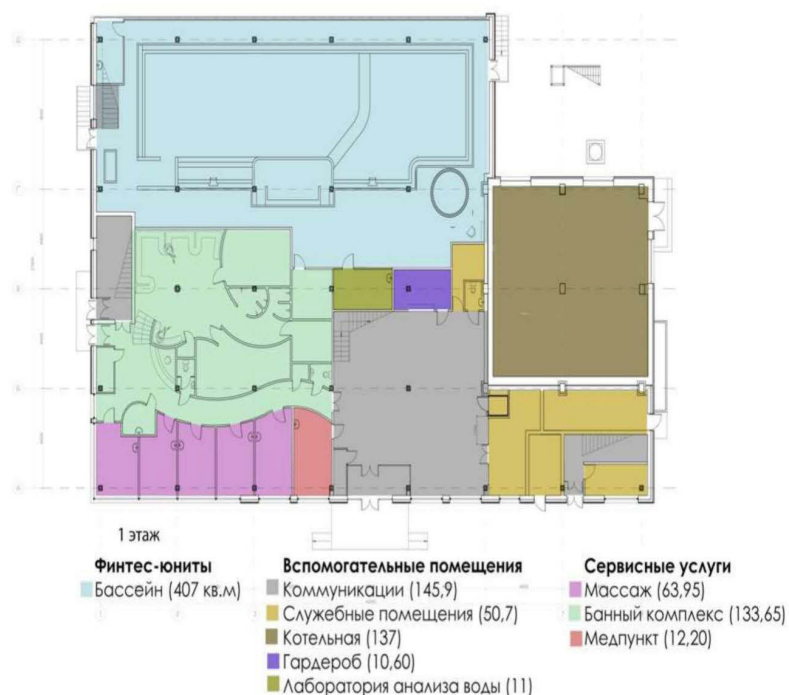 1 этаж
Финтес-юниты
Бассейн (407 кв.м)
Вспомогательные помещения
Коммуникации (145,9)
Служебные помещения (50,7)
Котельная (137)
Гардероб (10,60)
Лаборатория анализа воды (11)
Сервисные услуги
Массаж (63,95)
Банный комплекс (133,65)
Медпункт (12,20)